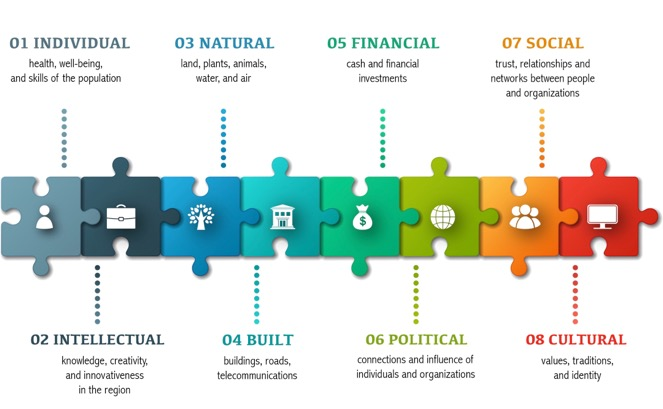 01 INDIVIDUAL
health, well-being,
and skills of the population
03 NATURAL
land, plants, animals,
water, and air
05 FINANCIAL
cash and financial
investments
07 SOCIAL
trust, relationships and
networks between people
and organizations
$
02 INTELLECTUAL
knowledge, creativity,
and innovativeness
in the region
04 BUILT
buildings, roads,
telecommunications
06 POLITICAL
connections and influence of
individuals and organizations
08 CULTURAL
values, traditions,
and identity